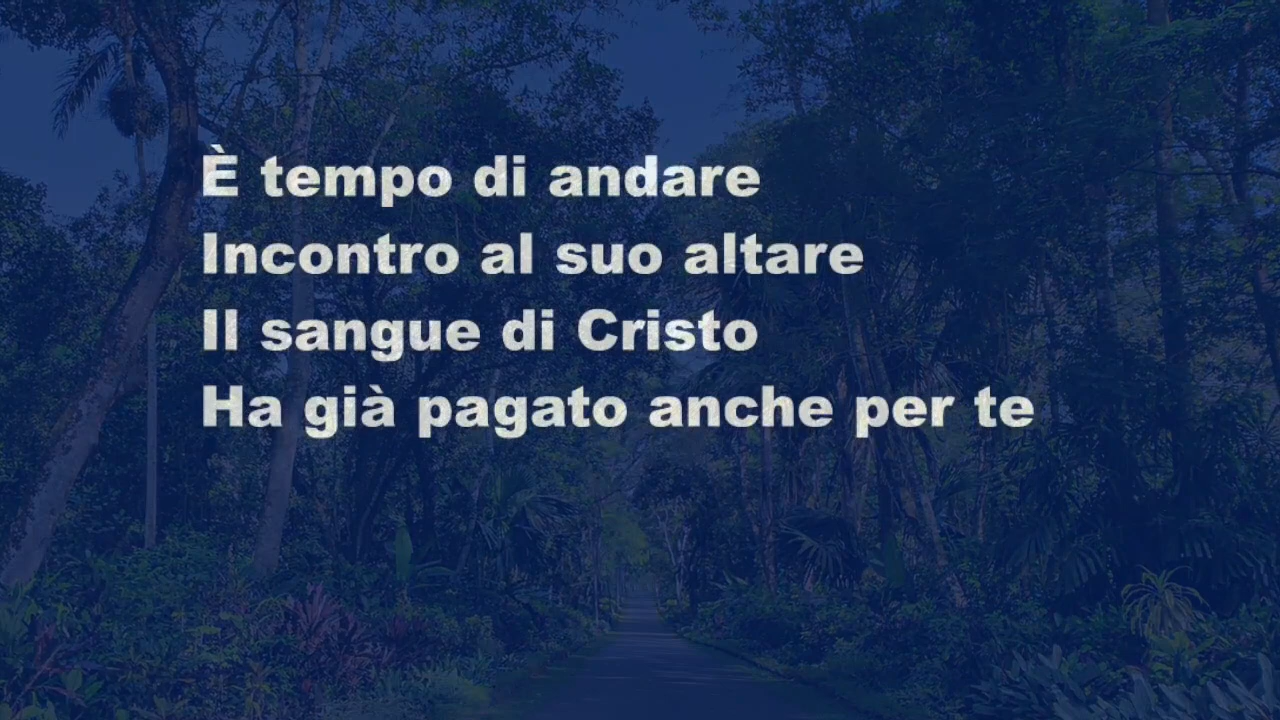 È tempo di andare
Incontro al suo altare
Il sangue di Cristo
Ha già pagato anche per te